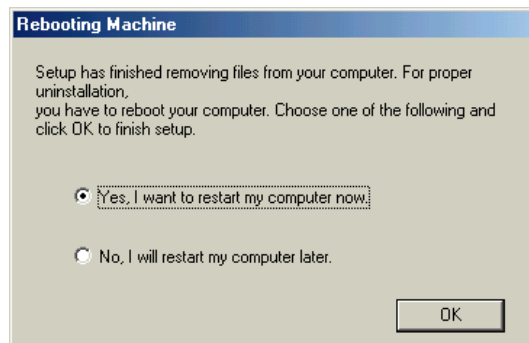 Rebooting Machine
Setup has finished removing files from your computer. For proper
uninstallation,
you have to reboot your computer. Choose one of the following and
click OK to finish setup.
Yes, I want to restart my computer now.
No, I will restart my computer later.
OK